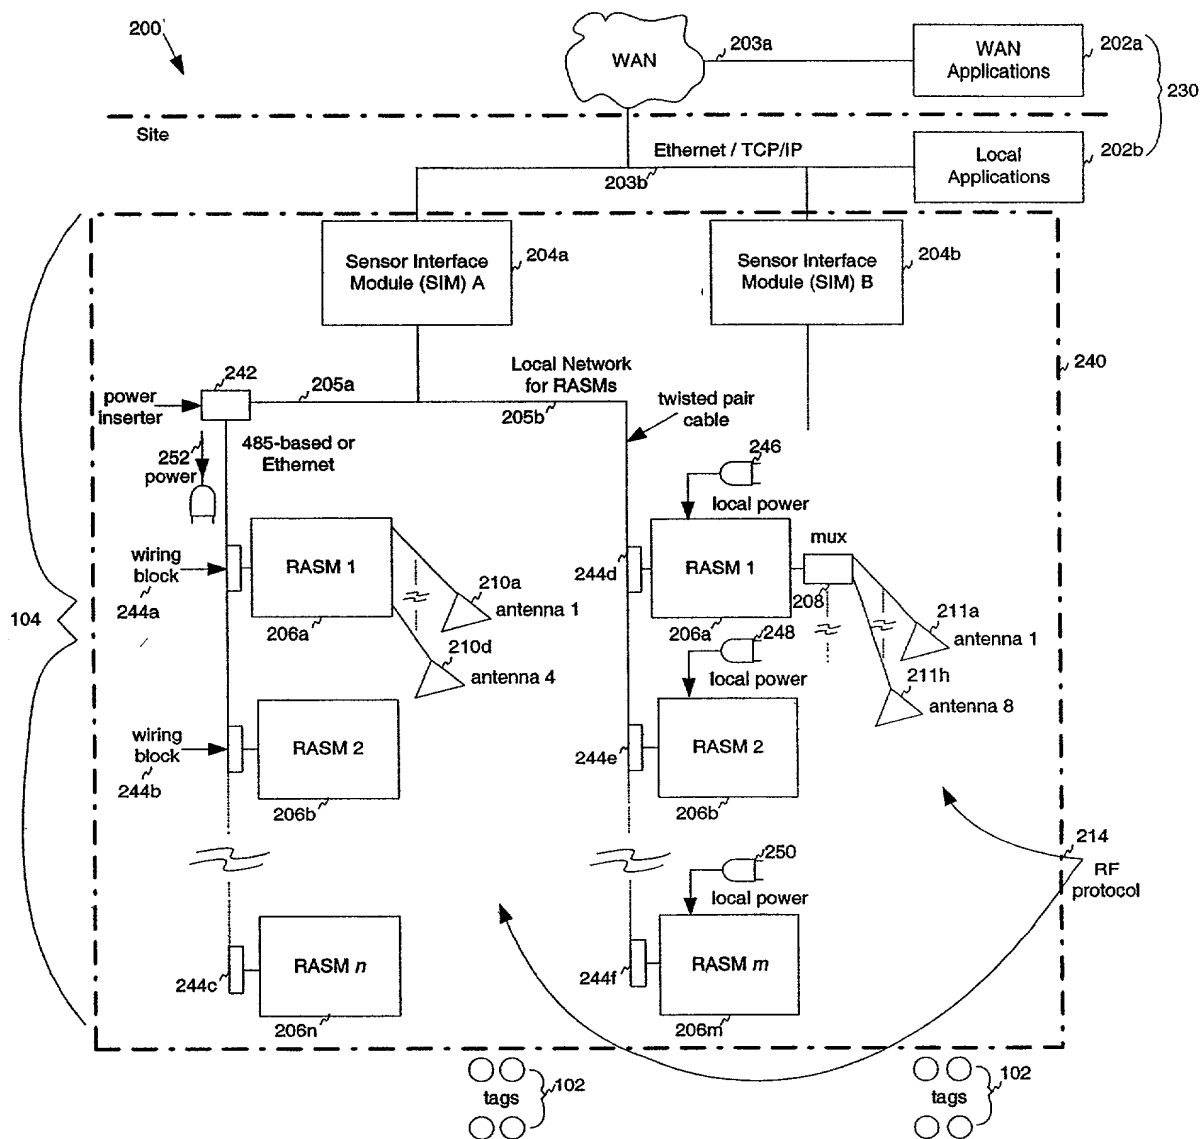 200
WAN
203a
WAN
Applications
202a
230
Site
Ethernet / TCP/IP
203b
Local
Applications
202b
Sensor Interface
Module (SIM) A
204a
Sensor Interface
Module (SIM) B
204b
240
242
205a
Local Network
for RASMs
205b
power
inserter
twisted pair
cable
485-based or
Ethernet
252
power
246
local power
wiring
block
244a
RASM 1
206a
210a
antenna 1
210d
antenna 4
244d
RASM 1
206a
mux
208
211a
antenna 1
211h
antenna 8
104
248
local power
wiring
block
244b
RASM 2
206b
244e
RASM 2
206b
214
RF
protocol
250
local power
244c
RASM n
206n
244f
RASM m
206m
tags
102
tags
102